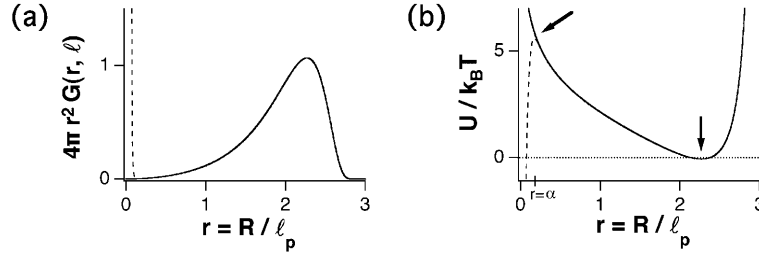 (a)
4π r² G(r, ℓ)
1
0
0
1
2
3
r = R / ℓp
(b)
U / kBT
5
0
0
r=α
1
2
3
r = R / ℓp